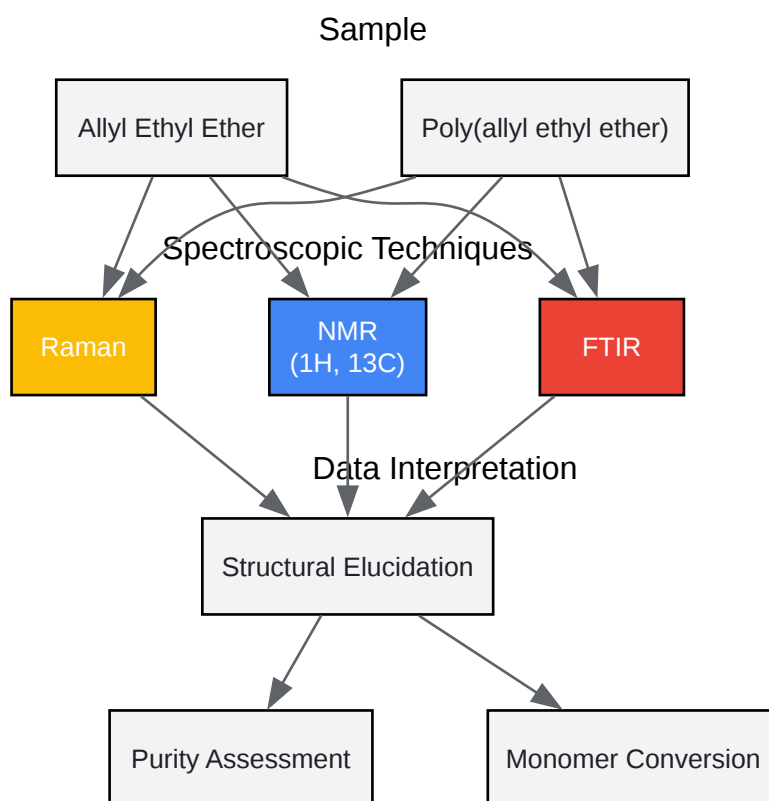 Sample
Allyl Ethyl Ether
Poly(allyl ethyl ether)
Spectroscopic Techniques
Raman
NMR
(1H, 13C)
FTIR
Data Interpretation
Structural Elucidation
Purity Assessment
Monomer Conversion